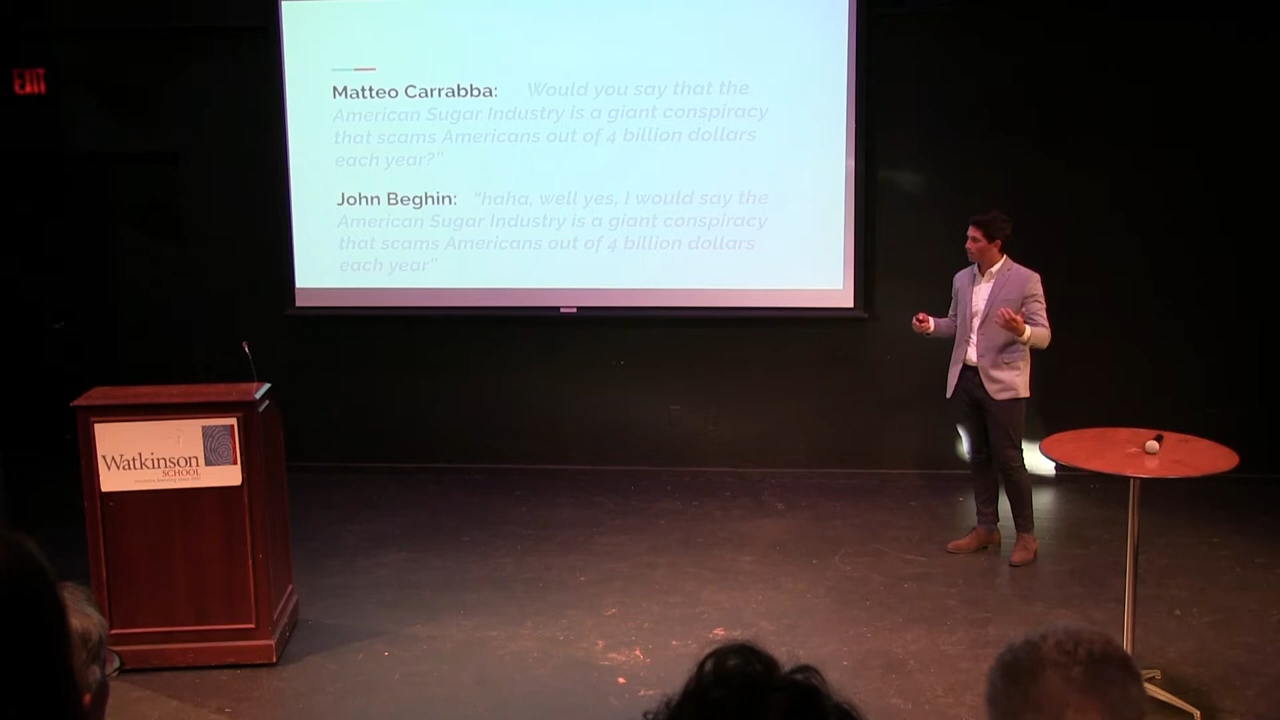 EXIT
Matteo Carrabba: Would you say that the
American Sugar Industry is a giant conspiracy
that scams Americans out of 4 billion dollars
each year?"
John Beghin: "haha, well yes, I would say the
American Sugar Industry is a giant conspiracy
that scams Americans out of 4 billion dollars
each year"
Watkinson
SCHOOL